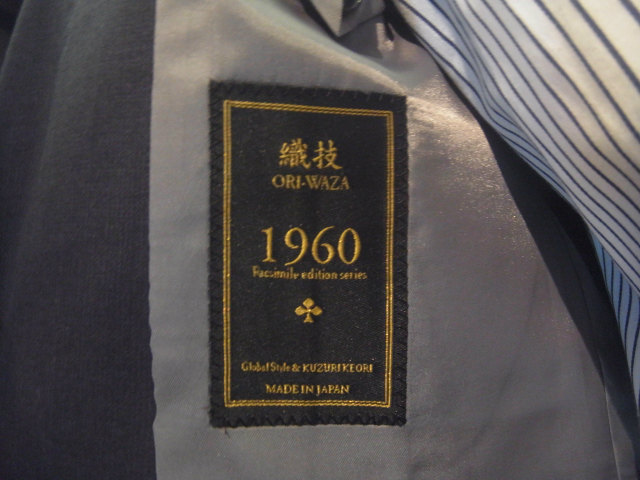 織技
ORI-WAZA
1960
Facsimile edition series
Global Style & KUZURI KEORI
MADE IN JAPAN